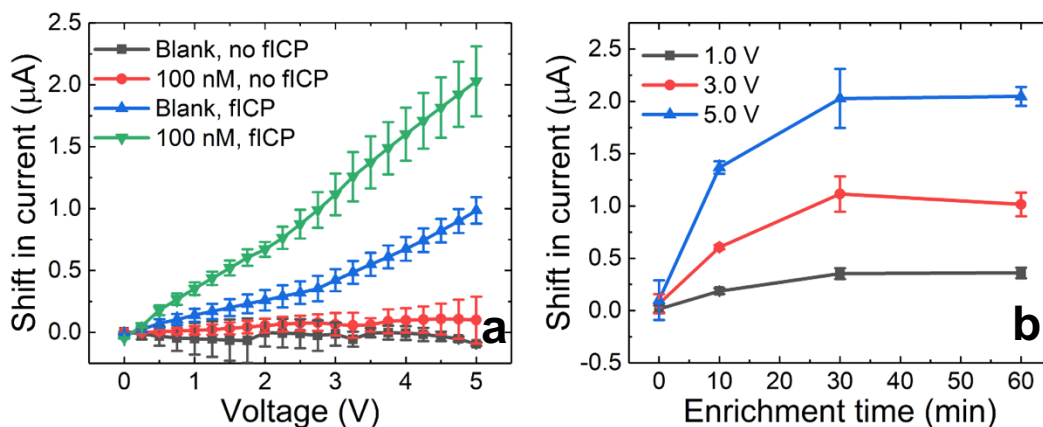 Shift in current (μA)
2.5
2.0
1.5
1.0
0.5
0.0
Blank, no fICP
100 nM, no fICP
Blank, fICP
100 nM, fICP
a
0 1 2 3 4 5
Voltage (V)
Shift in current (μA)
2.5
2.0
1.5
1.0
0.5
0.0
-0.5
1.0 V
3.0 V
5.0 V
b
0 10 20 30 40 50 60
Enrichment time (min)